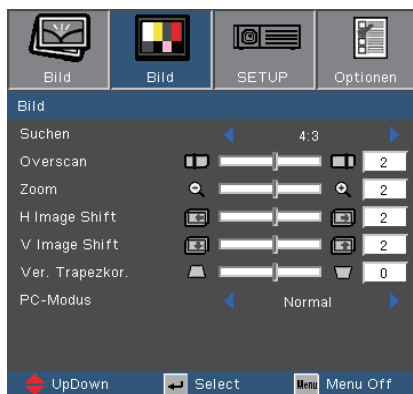 Bild Bild SETUP Optionen
Bild
Suchen 4:3
Overscan 2
Zoom 2
H Image Shift 2
V Image Shift 2
Ver. Trapezkor. 0
PC-Modus Normal
UpDown Select Menu Menu Off